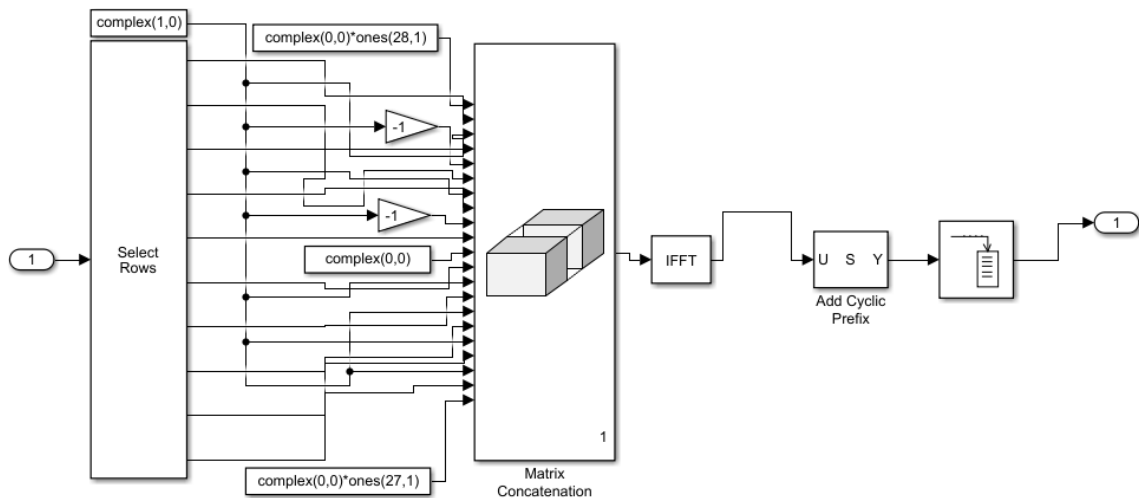 complex(1,0)
complex(0,0)*ones(28,1)
-1
-1
1
Select
Rows
complex(0,0)
IFFT
U S Y
Add Cyclic
Prefix
1
1
complex(0,0)*ones(27,1)
Matrix
Concatenation